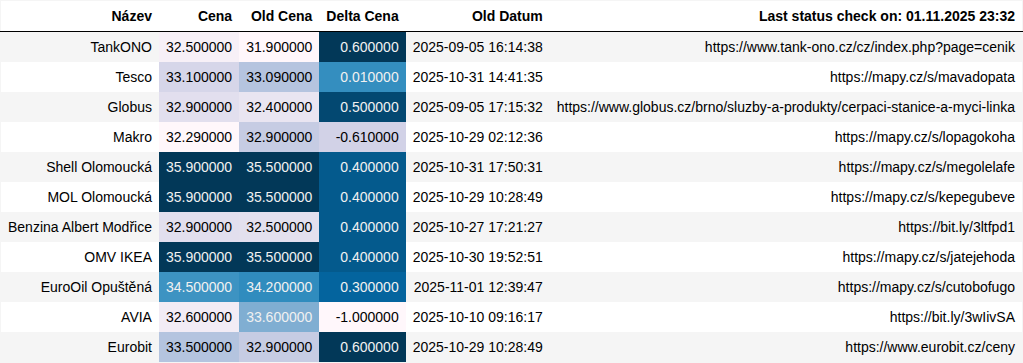 Název Cena Old Cena Delta Cena Old Datum Last status check on: 01.11.2025 23:32
TankONO 32.500000 31.900000 0.600000 2025-09-05 16:14:38 https://www.tank-ono.cz/cz/index.php?page=cenik
Tesco 33.100000 33.090000 0.010000 2025-10-31 14:41:35 https://mapy.cz/s/mavadopata
Globus 32.900000 32.400000 0.500000 2025-09-05 17:15:32 https://www.globus.cz/brno/sluzby-a-produkty/cerpaci-stanice-a-myci-linka
Makro 32.290000 32.900000 -0.610000 2025-10-29 02:12:36 https://mapy.cz/s/lopagokoha
Shell Olomoucká 35.900000 35.500000 0.400000 2025-10-31 17:50:31 https://mapy.cz/s/megolelafe
MOL Olomoucká 35.900000 35.500000 0.400000 2025-10-29 10:28:49 https://mapy.cz/s/kepegubeve
Benzina Albert Modřice 32.900000 32.500000 0.400000 2025-10-27 17:21:27 https://bit.ly/3ltfpd1
OMV IKEA 35.900000 35.500000 0.400000 2025-10-30 19:52:51 https://mapy.cz/s/jatejehoda
EuroOil Opuštěná 34.500000 34.200000 0.300000 2025-11-01 12:39:47 https://mapy.cz/s/cutobofugo
AVIA 32.600000 33.600000 -1.000000 2025-10-10 09:16:17 https://bit.ly/3wIivSA
Eurobit 33.500000 32.900000 0.600000 2025-10-29 10:28:49 https://www.eurobit.cz/ceny